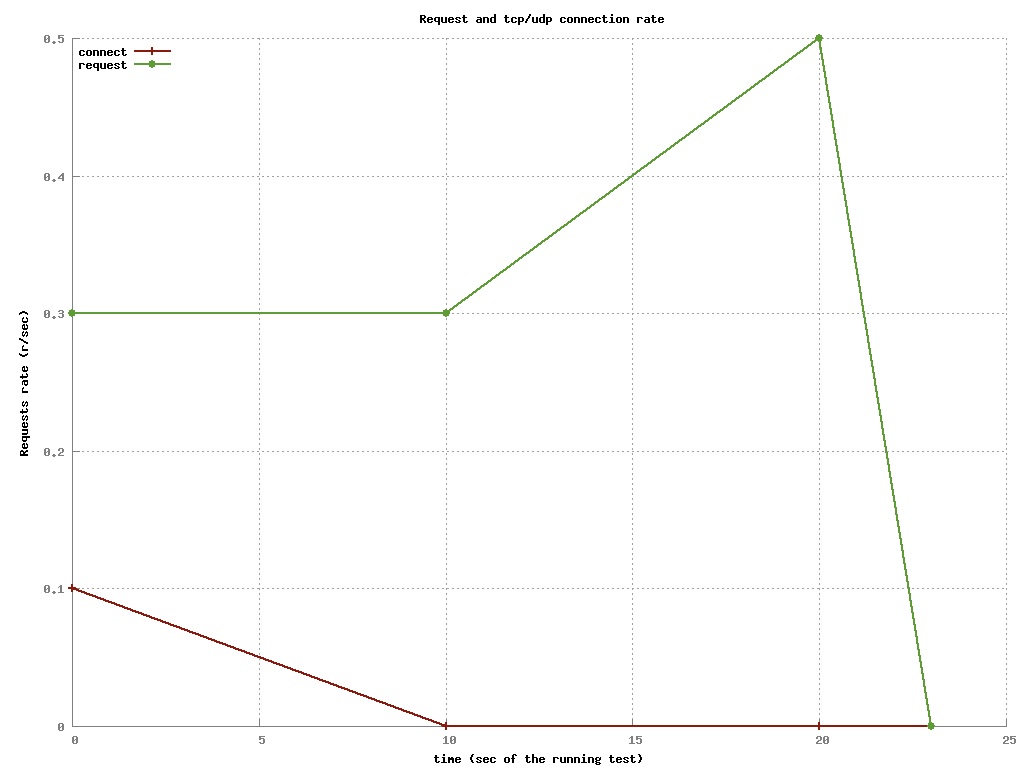 Request and tcp/udp connection rate
connect
request
0.5
0.4
0.3
0.2
0.1
0
Requests rate (r/sec)
0 5 10 15 20 25
time (sec of the running test)